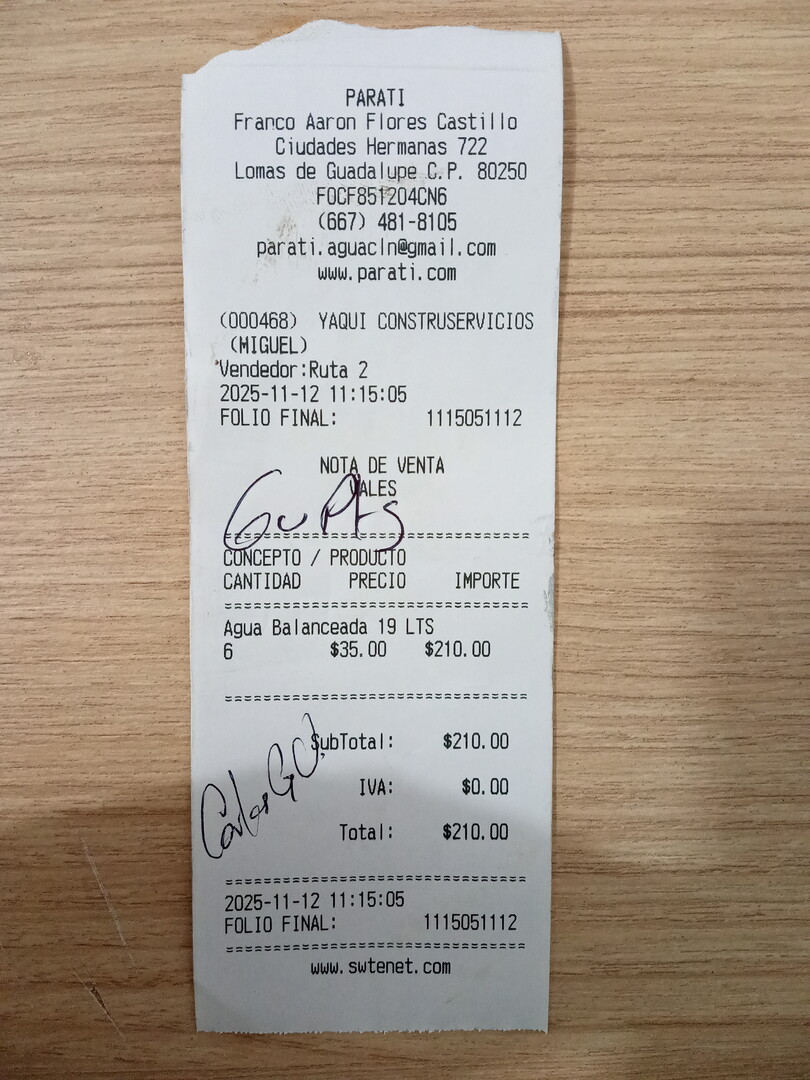 PARATI
Franco Aaron Flores Castillo
Ciudades Hermanas 722
Lomas de Guadalupe C.P. 80250
FOCF851204CN6
(667) 481-8105
parati.aguacln@gmail.com
www.parati.com
(000468) YAQUI CONSTRUSERVICIOS
(MIGUEL)
Vendedor:Ruta 2
2025-11-12 11:15:05
FOLIO FINAL: 1115051112
NOTA DE VENTA
VALES
CONCEPTO / PRODUCTO
CANTIDAD PRECIO IMPORTE
Agua Balanceada 19 LTS
6 $35.00 $210.00
SubTotal: $210.00
IVA: $0.00
Total: $210.00
Carlos G
2025-11-12 11:15:05
FOLIO FINAL: 1115051112
www.swtenet.com